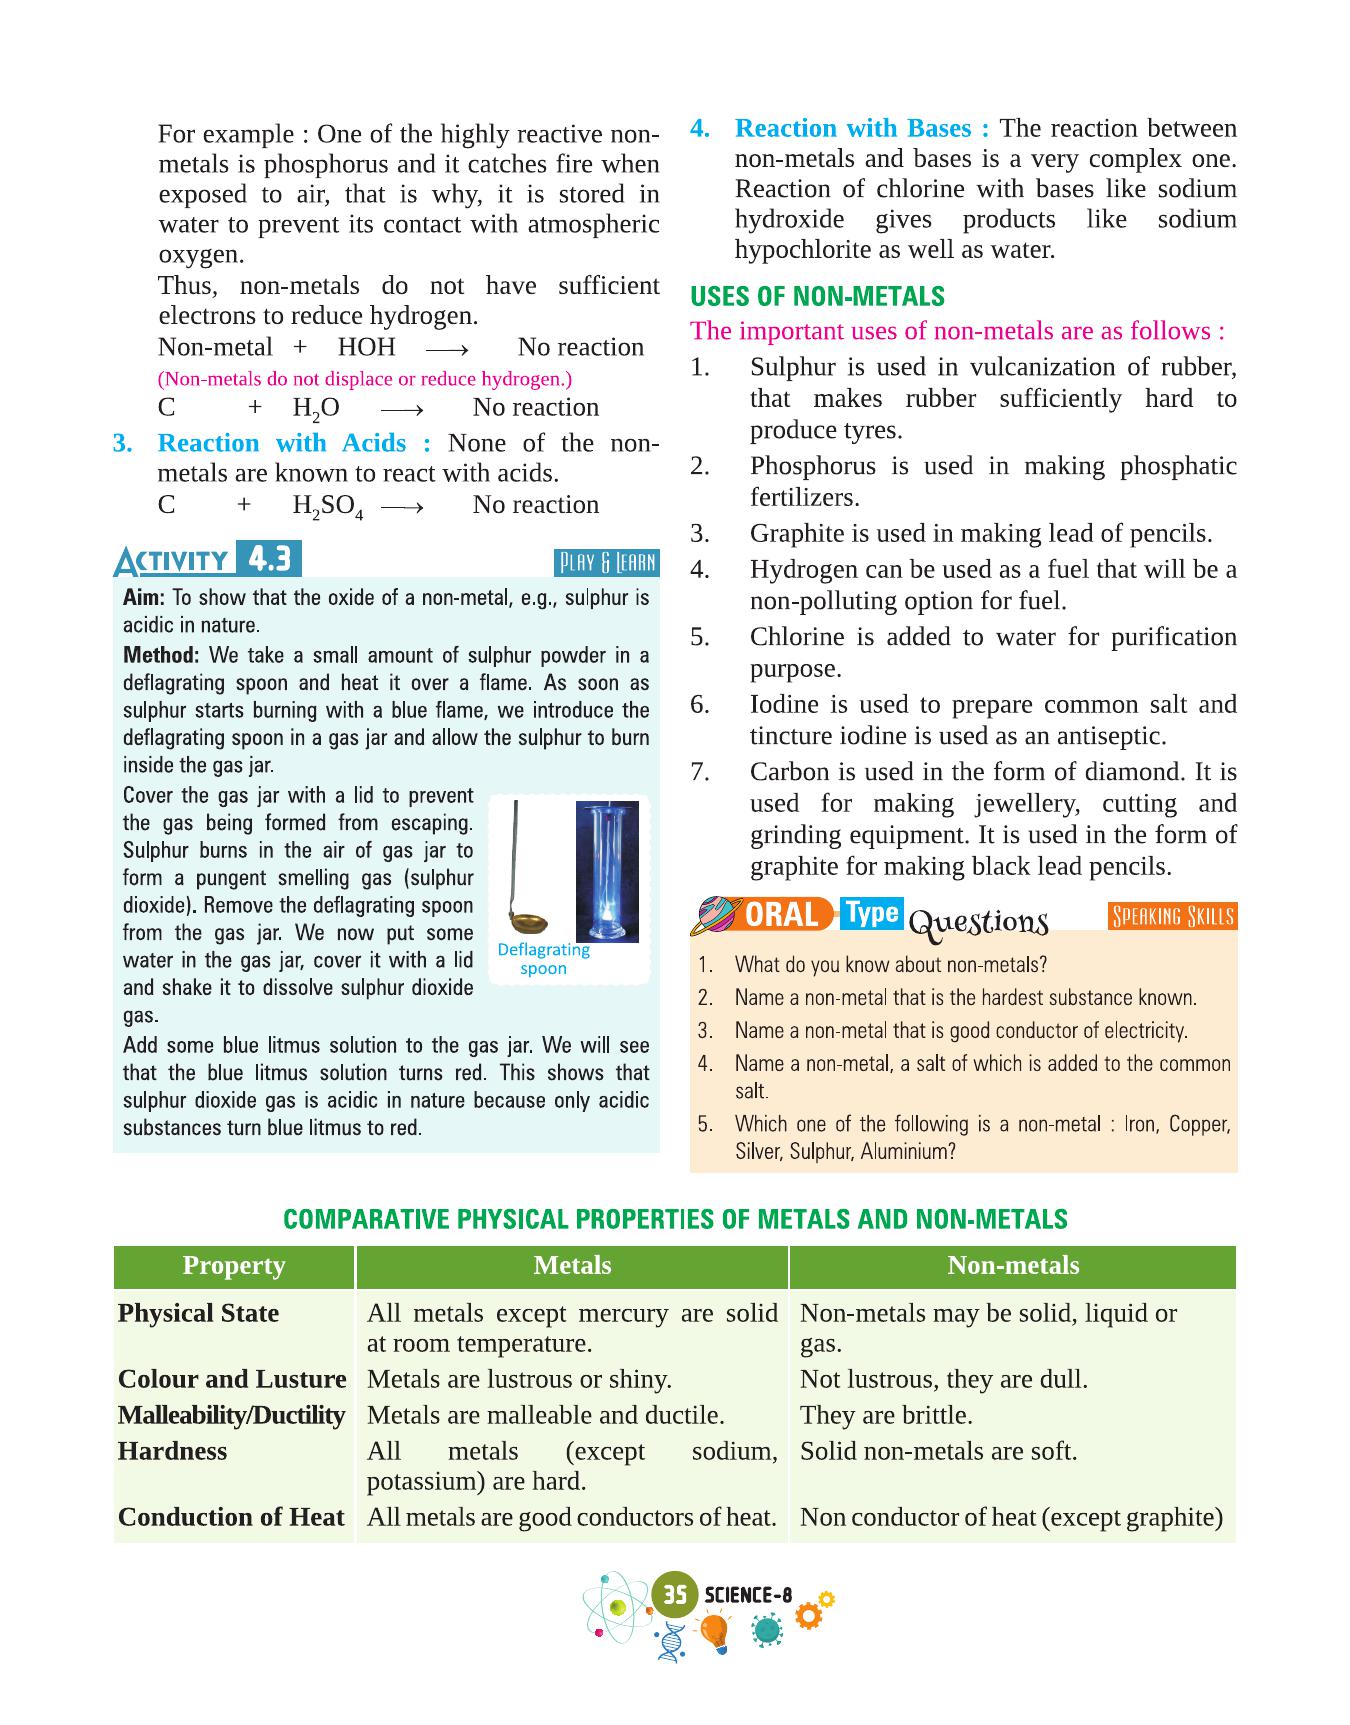 For example : One of the highly reactive non-
metals is phosphorus and it catches fire when
exposed to air, that is why, it is stored in
water to prevent its contact with atmospheric
oxygen.
Thus, non-metals do not have sufficient
electrons to reduce hydrogen.
Non-metal + HOH ⟶ No reaction
(Non-metals do not displace or reduce hydrogen.)
C + H₂O ⟶ No reaction
3. Reaction with Acids : None of the non-
metals are known to react with acids.
C + H₂SO₄ ⟶ No reaction
ACTIVITY 4.3 PLAY & LEARN
Aim: To show that the oxide of a non-metal, e.g., sulphur is
acidic in nature.
Method: We take a small amount of sulphur powder in a
deflagrating spoon and heat it over a flame. As soon as
sulphur starts burning with a blue flame, we introduce the
deflagrating spoon in a gas jar and allow the sulphur to burn
inside the gas jar.
Cover the gas jar with a lid to prevent
the gas being formed from escaping.
Sulphur burns in the air of gas jar to
form a pungent smelling gas (sulphur
dioxide). Remove the deflagrating spoon
from the gas jar. We now put some
water in the gas jar, cover it with a lid
and shake it to dissolve sulphur dioxide
gas.
Deflagrating
spoon
Add some blue litmus solution to the gas jar. We will see
that the blue litmus solution turns red. This shows that
sulphur dioxide gas is acidic in nature because only acidic
substances turn blue litmus to red.
4. Reaction with Bases : The reaction between
non-metals and bases is a very complex one.
Reaction of chlorine with bases like sodium
hydroxide gives products like sodium
hypochlorite as well as water.
USES OF NON-METALS
The important uses of non-metals are as follows :
1. Sulphur is used in vulcanization of rubber,
that makes rubber sufficiently hard to
produce tyres.
2. Phosphorus is used in making phosphatic
fertilizers.
3. Graphite is used in making lead of pencils.
4. Hydrogen can be used as a fuel that will be a
non-polluting option for fuel.
5. Chlorine is added to water for purification
purpose.
6. Iodine is used to prepare common salt and
tincture iodine is used as an antiseptic.
7. Carbon is used in the form of diamond. It is
used for making jewellery, cutting and
grinding equipment. It is used in the form of
graphite for making black lead pencils.
ORAL Type Questions SPEAKING SKILLS
1. What do you know about non-metals?
2. Name a non-metal that is the hardest substance known.
3. Name a non-metal that is good conductor of electricity.
4. Name a non-metal, a salt of which is added to the common
salt.
5. Which one of the following is a non-metal : Iron, Copper,
Silver, Sulphur, Aluminium?
COMPARATIVE PHYSICAL PROPERTIES OF METALS AND NON-METALS
Property Metals Non-metals
Physical State All metals except mercury are solid Non-metals may be solid, liquid or
at room temperature. gas.
Colour and Lusture Metals are lustrous or shiny. Not lustrous, they are dull.
Malleability/Ductility Metals are malleable and ductile. They are brittle.
Hardness All metals (except sodium, Solid non-metals are soft.
potassium) are hard.
Conduction of Heat All metals are good conductors of heat. Non conductor of heat (except graphite)
35 SCIENCE-8